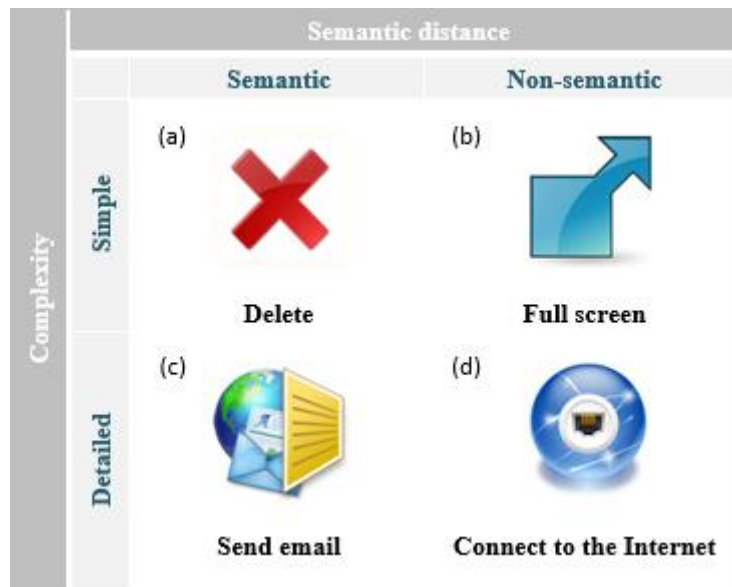 Semantic distance
Semantic
Non-semantic
Complexity
Simple
(a)
(b)
Delete
Full screen
Detailed
(c)
(d)
Send email
Connect to the Internet